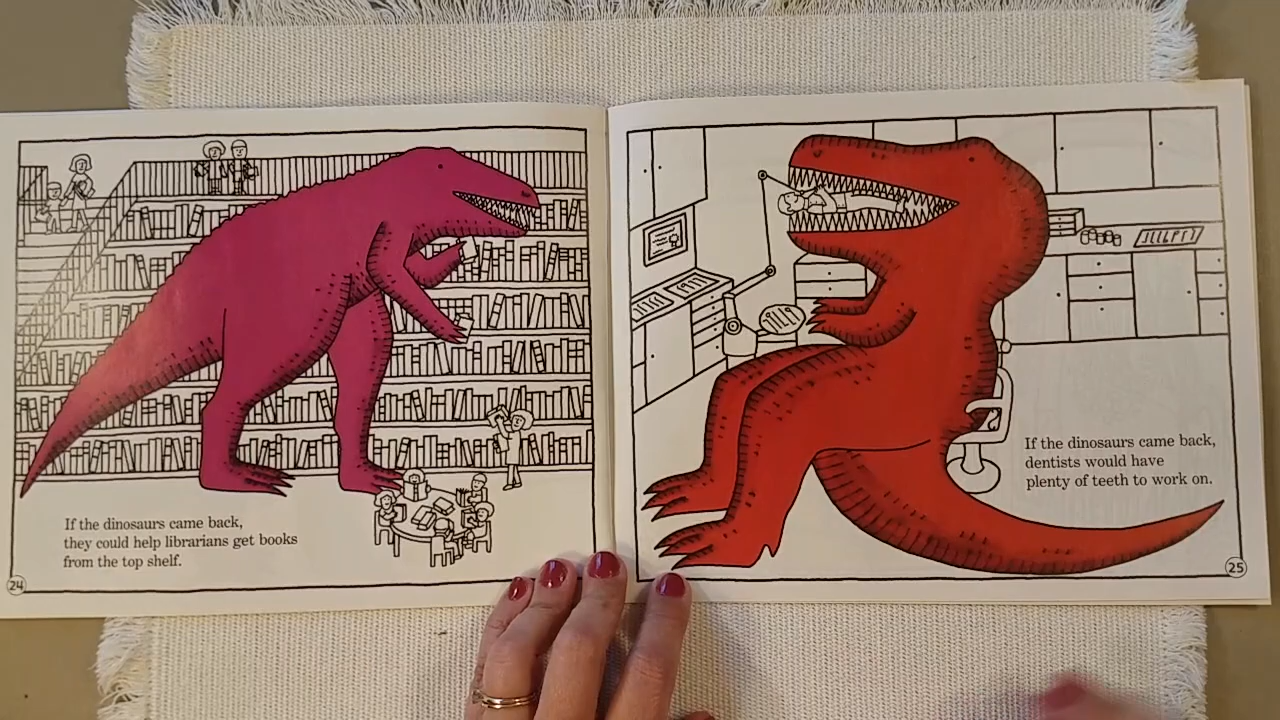 If the dinosaurs came back,
they could help librarians get books
from the top shelf.
24
If the dinosaurs came back,
dentists would have
plenty of teeth to work on.
25